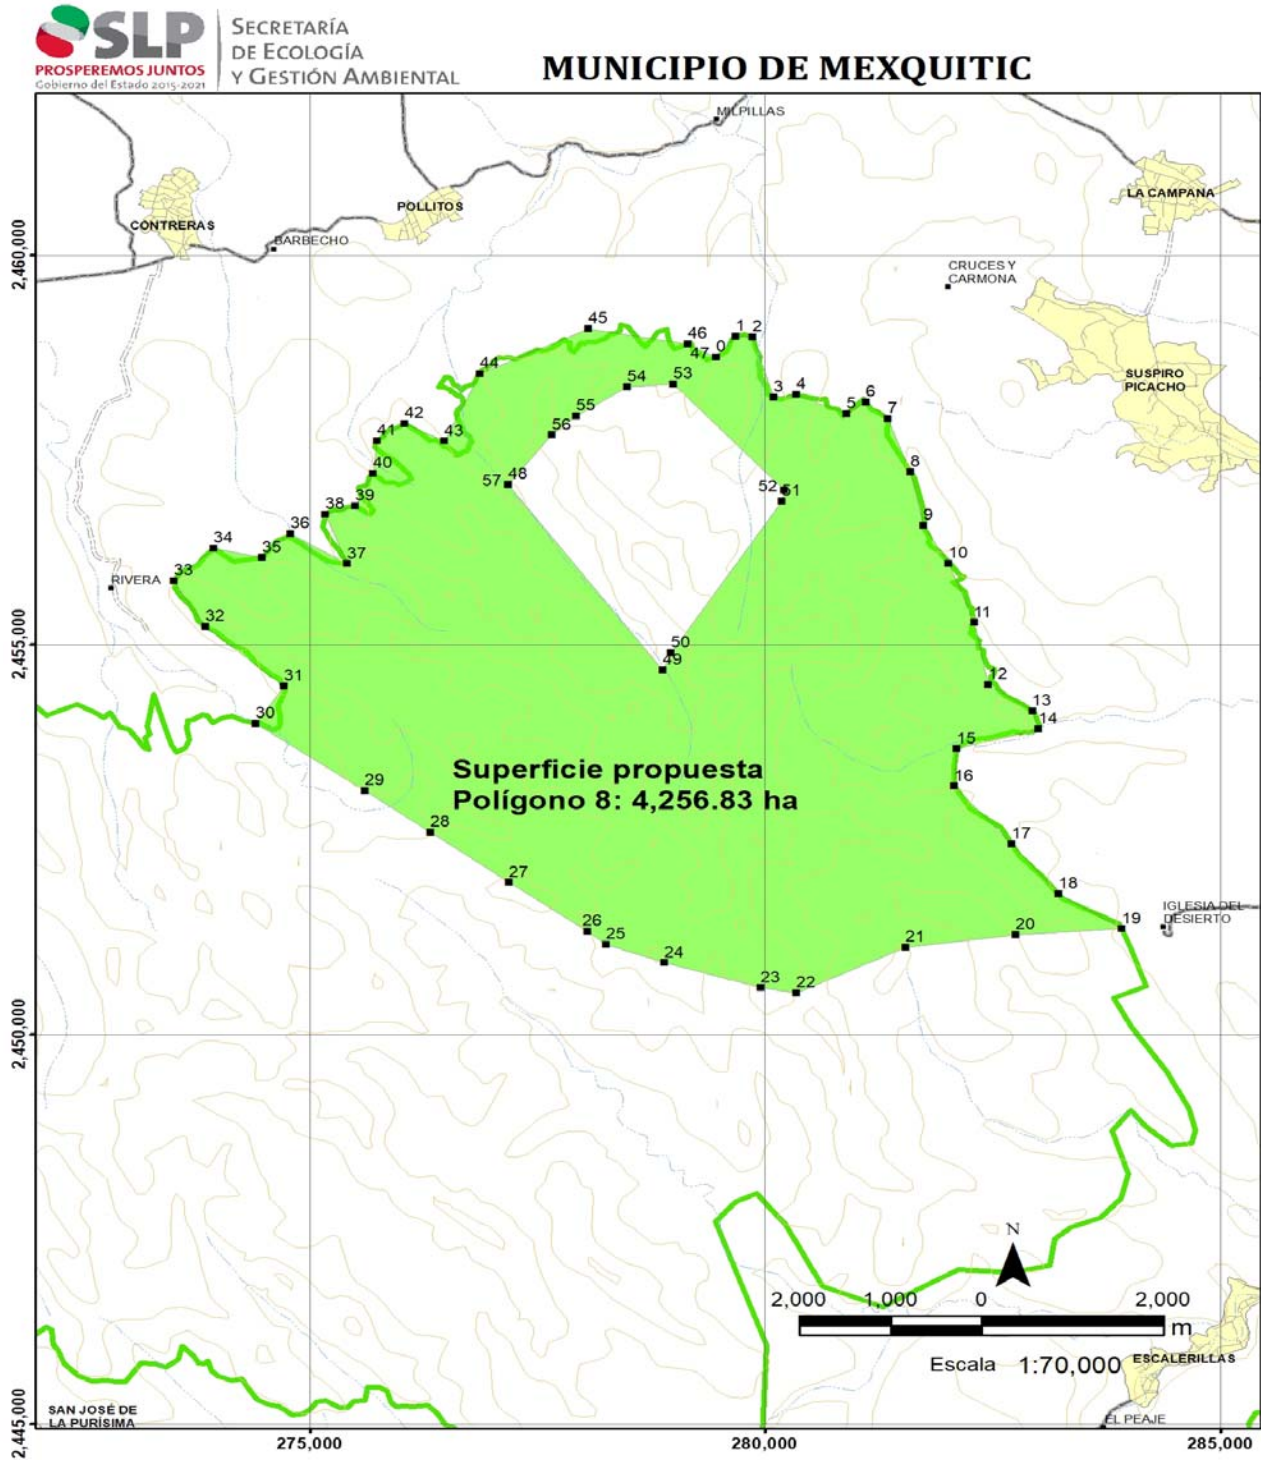 SLP
PROSPEREMOS JUNTOS
Gobierno del Estado 2015-2021
SECRETARÍA
DE ECOLOGÍA
Y GESTIÓN AMBIENTAL
MUNICIPIO DE MEXQUITIC
MILPILLAS
LA CAMPANA
POLLITOS
CONTRERAS
BARBECHO
2,460,000
CRUCES Y
CARMONA
SUSPIRO
PICACHO
45
46
47
0
1
2
44
54
53
3
4
5
6
7
42
41
43
55
56
40
57
48
52
51
8
39
38
9
36
34
35
37
10
33
RIVERA
32
11
2,455,000
50
49
31
12
13
14
30
15
16
Superficie propuesta
Polígono 8: 4,256.83 ha
29
28
17
27
18
IGLESIA DEL
DESIERTO
19
26
25
20
21
24
23
22
2,450,000
N
2,000
1,000
0
2,000
m
Escala 1:70,000
ESCALERILLAS
SAN JOSÉ DE
LA PURÍSIMA
EL PEAJE
2,445,000
275,000
280,000
285,000